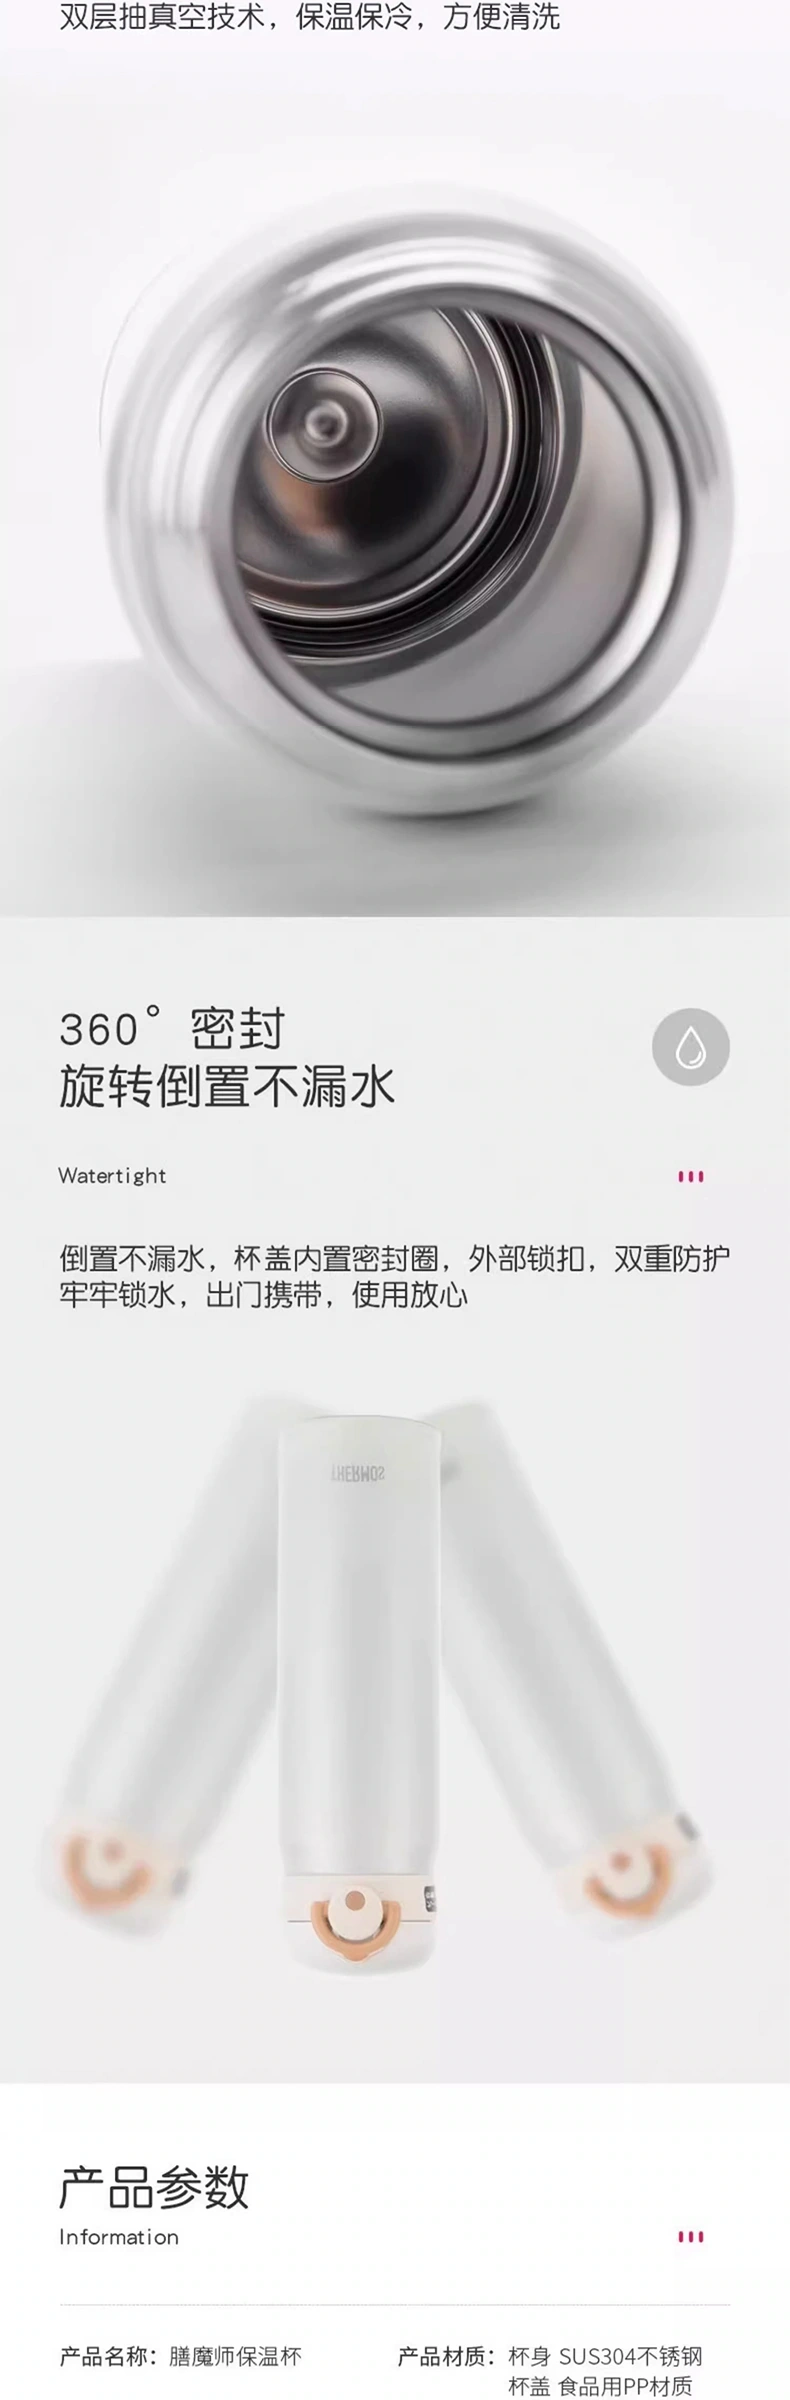 双层抽真空技术，保温保冷，方便清洗
360°密封
旋转倒置不漏水
Watertight
倒置不漏水，杯盖内置密封圈，外部锁扣，双重防护
牢牢锁水，出门携带，使用放心
THERMOS
产品参数
Information
产品名称：膳魔师保温杯
产品材质：杯身 SUS304不锈钢
杯盖 食品用PP材质